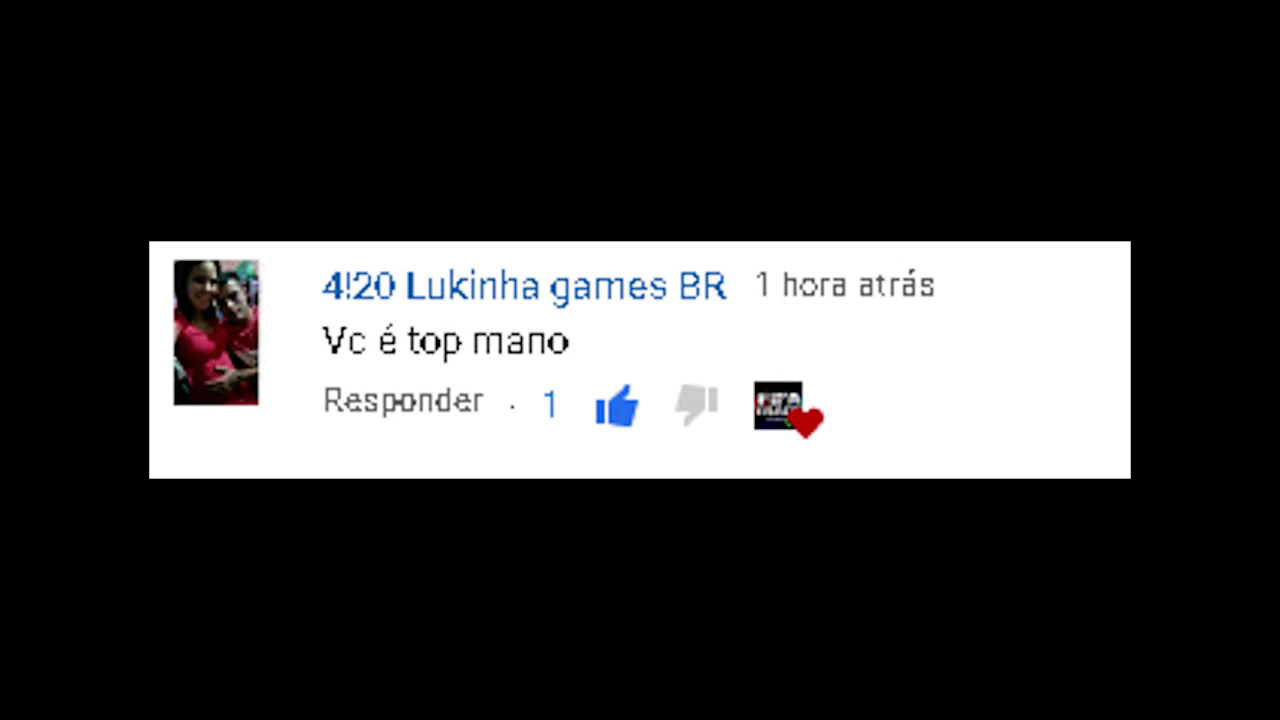 4!20 Lukinha games BR 1 hora atrás
Vc é top mano
Responder · 1